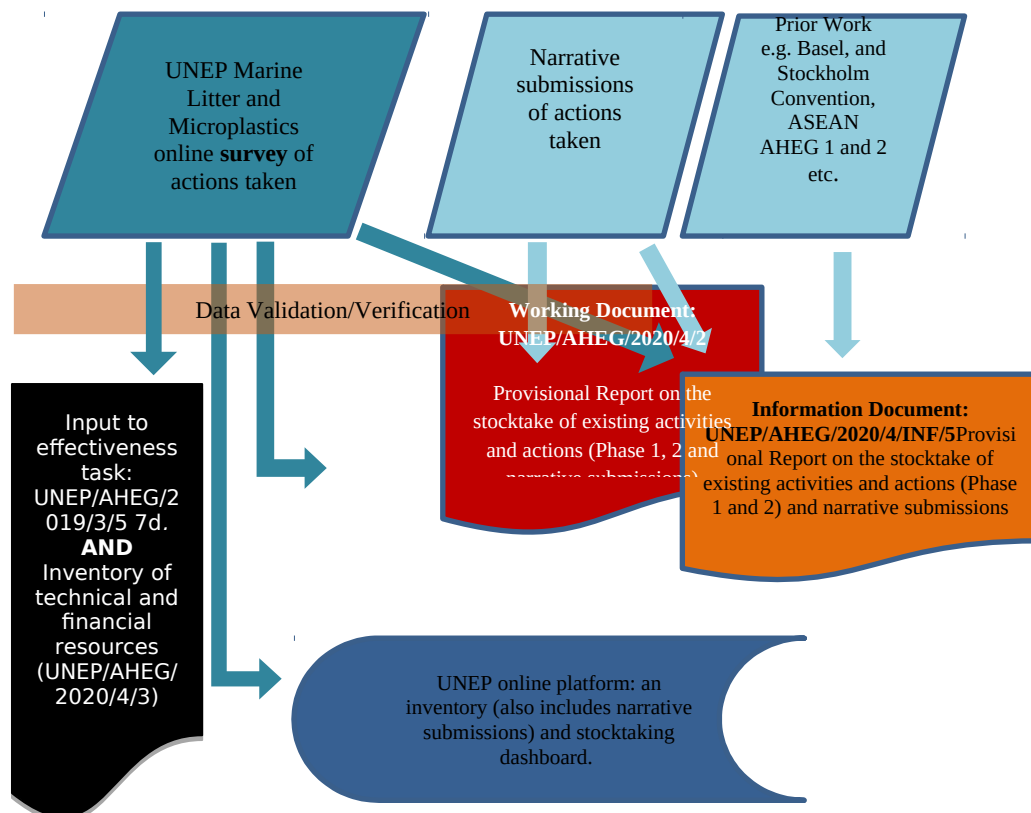 UNEP Marine
Litter and
Microplastics
online survey of
actions taken
Narrative
submissions
of actions
taken
Prior Work
e.g. Basel, and
Stockholm
Convention,
ASEAN
AHEG 1 and 2
etc.
Data Validation/Verification
Working Document:
UNEP/AHEG/2020/4/2
Provisional Report on the
stocktake of existing activities
and actions (Phase 1, 2 and
narrative submissions)
Information Document:
UNEP/AHEG/2020/4/INF/5Provisi
onal Report on the stocktake of
existing activities and actions (Phase
1 and 2) and narrative submissions
Input to
effectiveness
task:
UNEP/AHEG/2
019/3/5 7d.
AND
Inventory of
technical and
financial
resources
(UNEP/AHEG/
2020/4/3)
UNEP online platform: an
inventory (also includes narrative
submissions) and stocktaking
dashboard.